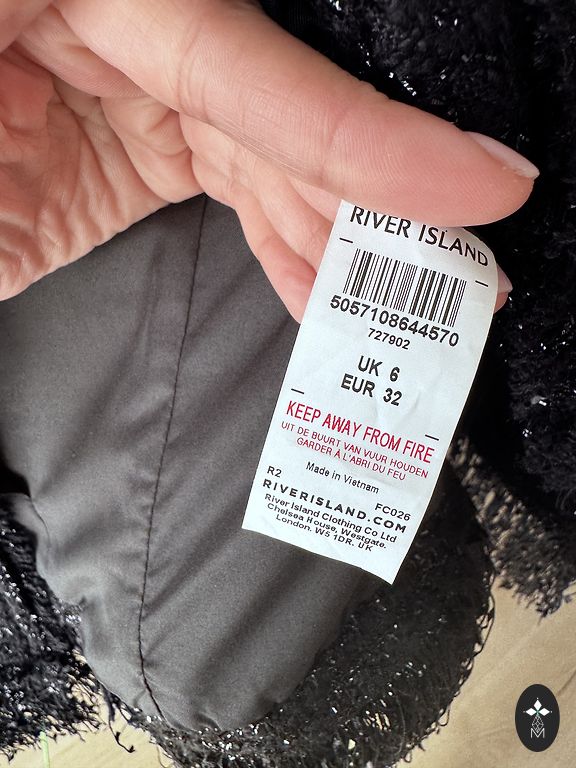 RIVER ISLAND
5057108644570
727902
UK 6
EUR 32
KEEP AWAY FROM FIRE
UIT DE BUURT VAN VUUR HOUDEN
GARDER À L'ABRI DU FEU
Made in Vietnam
R2 FC026
RIVERISLAND.COM
River Island Clothing Co Ltd
Chelsea House, Westgate,
London. W5 1DR. UK
M